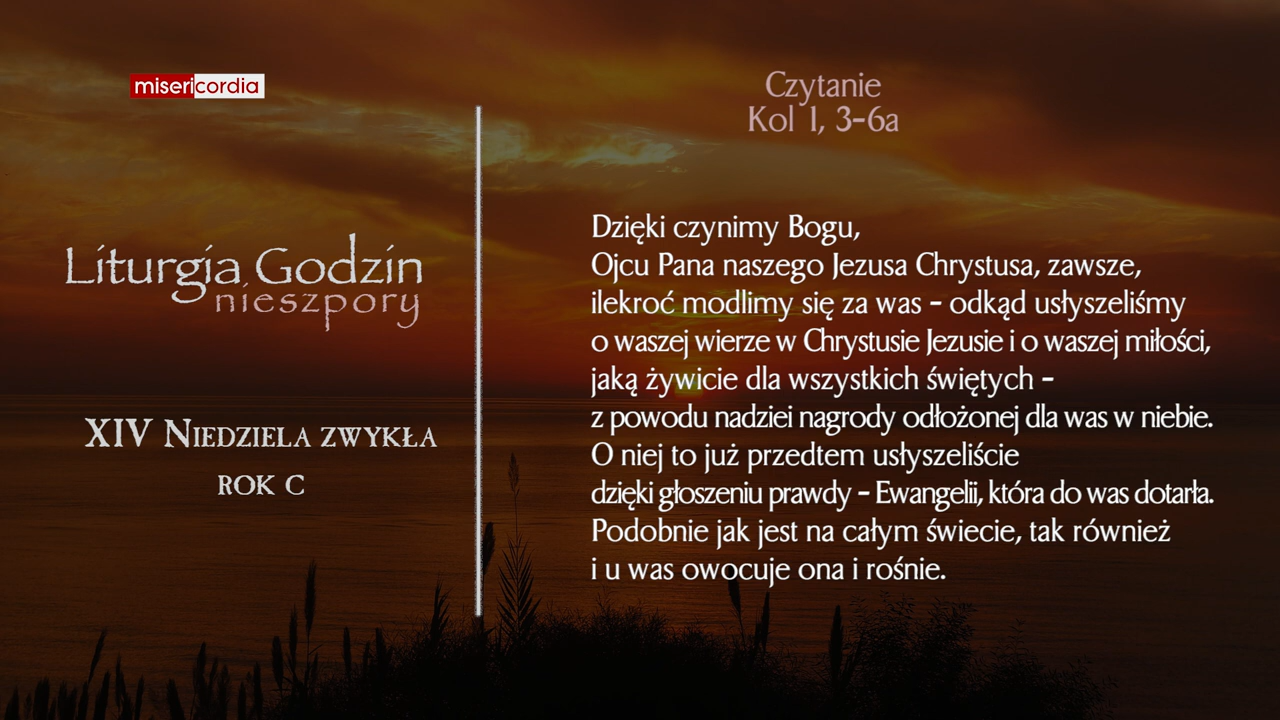 misericordia
Liturgia Godzin
nieszpory
XIV Niedziela zwykła
rok C
Czytanie
Kol 1, 3-6a
Dzięki czynimy Bogu,
Ojcu Pana naszego Jezusa Chrystusa, zawsze,
ilekroć modlimy się za was - odkąd usłyszeliśmy
o waszej wierze w Chrystusie Jezusie i o waszej miłości,
jaką żywicie dla wszystkich świętych -
z powodu nadziei nagrody odłożonej dla was w niebie.
O niej to już przedtem usłyszeliście
dzięki głoszeniu prawdy - Ewangelii, która do was dotarła.
Podobnie jak jest na całym świecie, tak również
i u was owocuje ona i rośnie.